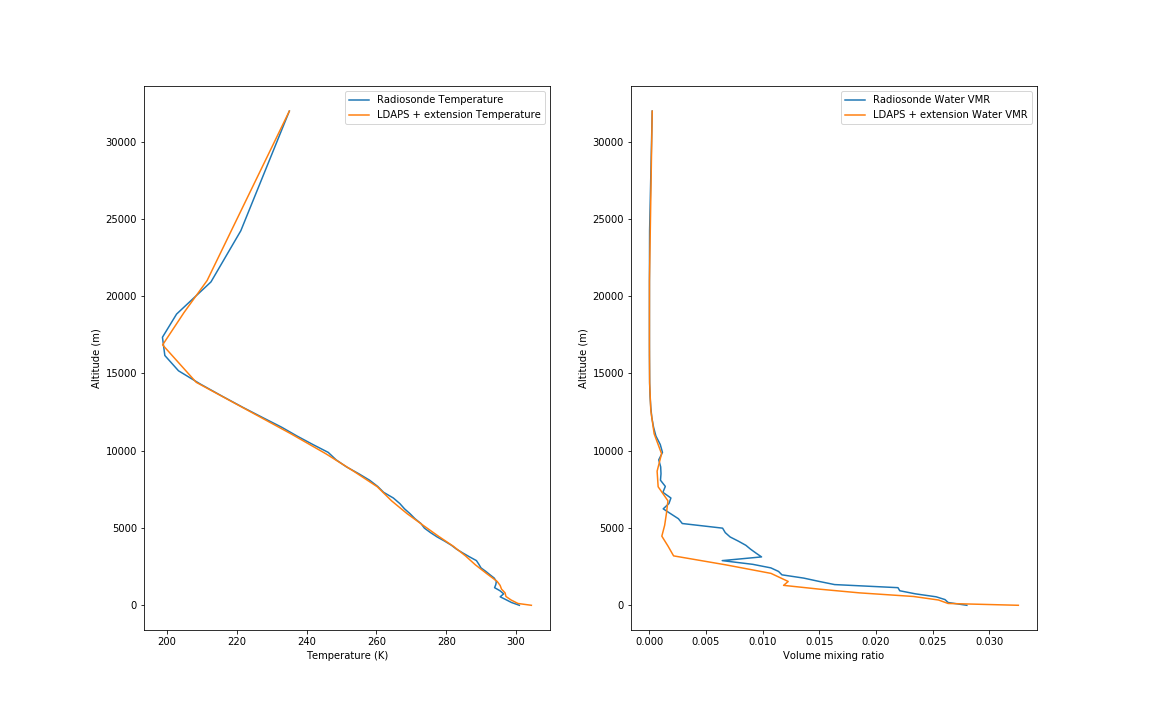 Radiosonde Temperature
LDAPS + extension Temperature
30000
25000
20000
15000
10000
5000
0
Altitude (m)
200 220 240 260 280 300
Temperature (K)
Radiosonde Water VMR
LDAPS + extension Water VMR
30000
25000
20000
15000
10000
5000
0
Altitude (m)
0.000 0.005 0.010 0.015 0.020 0.025 0.030
Volume mixing ratio